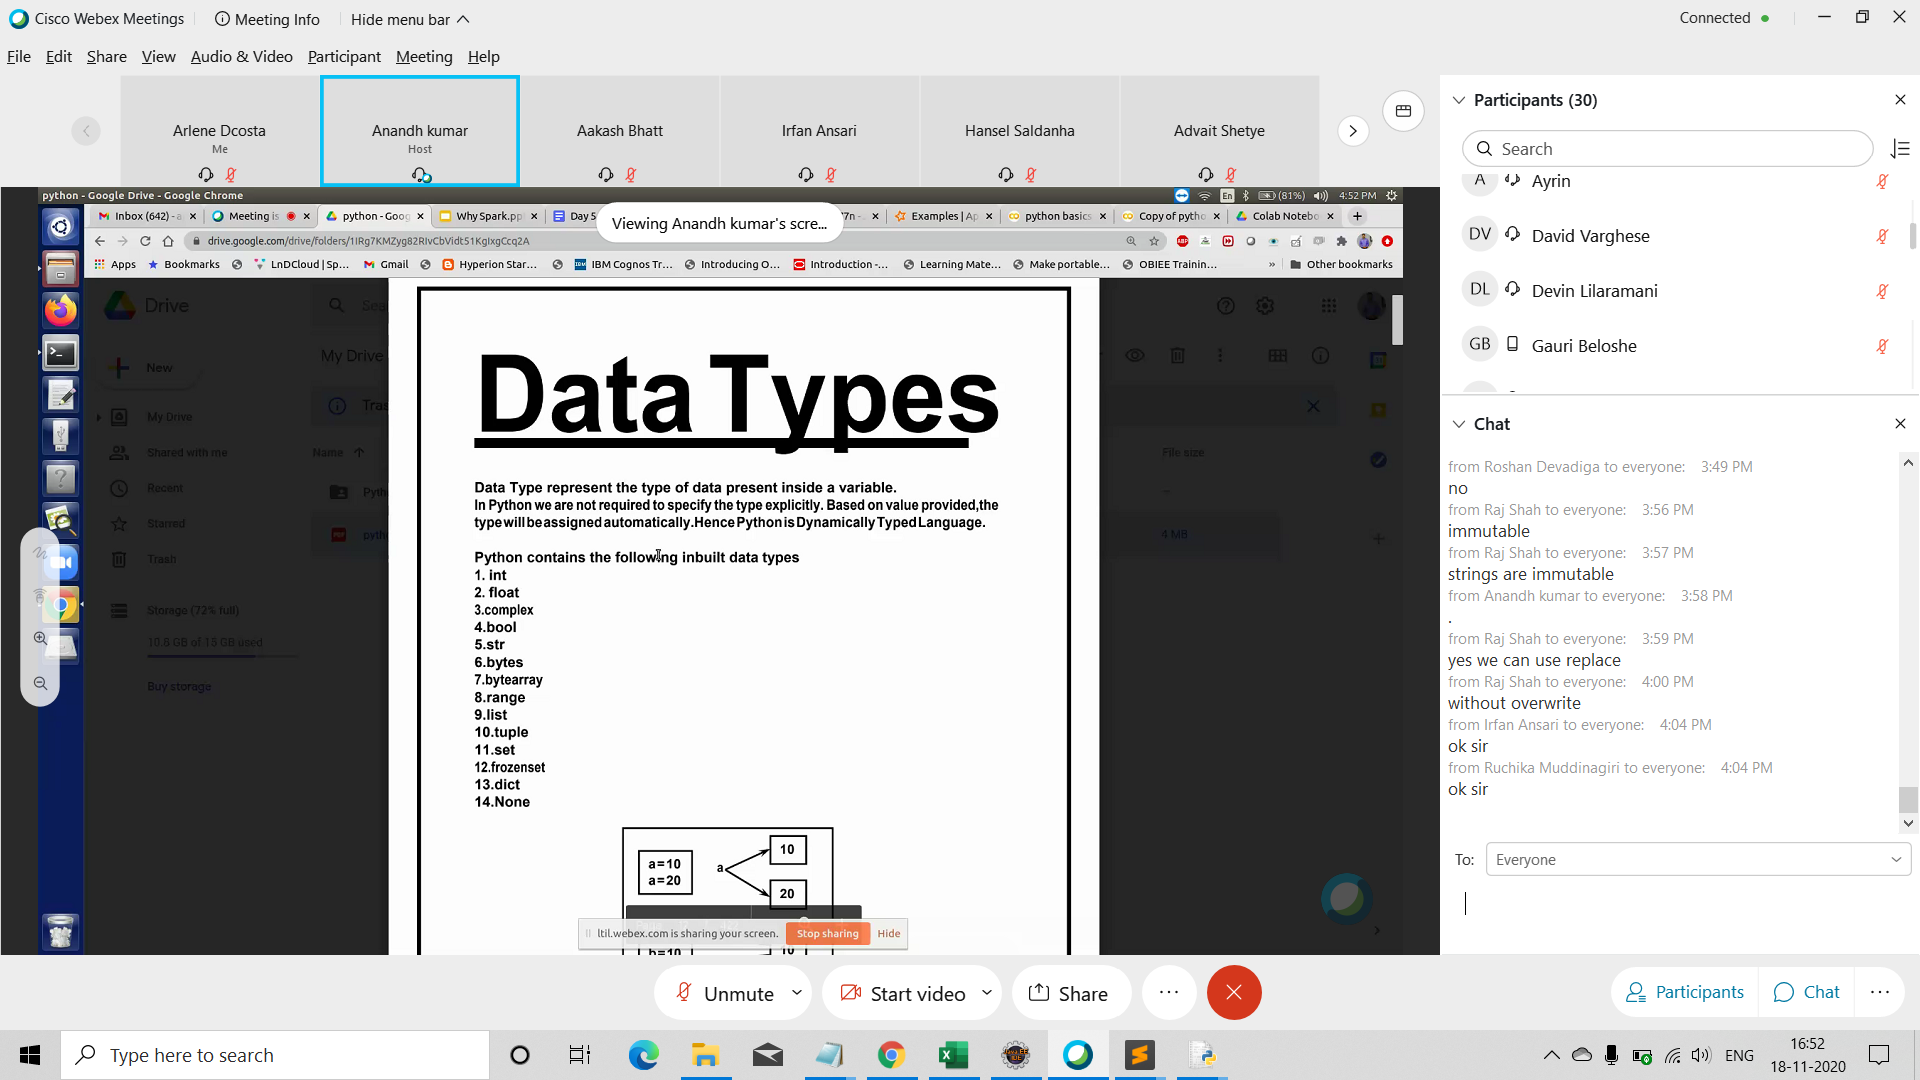 Cisco Webex Meetings
Meeting Info
Hide menu bar
Connected
File Edit Share View Audio & Video Participant Meeting Help
Arlene Dcosta
Me
Anandh kumar
Host
Aakash Bhatt
Irfan Ansari
Hansel Saldanha
Advait Shetye
python - Google Drive - Google Chrome
En
(81%)
4:52 PM
Inbox (642) - a
Meeting is
python - Goog
Why Spark.pp
Day 5
Viewing Anandh kumar's scre...
Examples | Ap
python basics
Copy of pyth
Colab Notebo
drive.google.com/drive/folders/1IRg7KMZyg82RIvCbVidt51KgIxgCcq2A
Apps
Bookmarks
LnDCloud | Sp...
Gmail
Hyperion Star...
IBM Cognos Tr...
Introducing O...
Introduction -...
Learning Mate...
Make portable...
OBIEE Trainin...
»
Other bookmarks
Drive
Sea
New
My Drive
My Drive
Shared with me
Recent
Starred
Trash
Storage (72% full)
10.8 GB of 15 GB used
Buy storage
Name
File size
4 MB
Data Types
Data Type represent the type of data present inside a variable.
In Python we are not required to specify the type explicitly. Based on value provided,the
type will be assigned automatically.Hence Python is Dynamically Typed Language.
Python contains the following inbuilt data types
1. int
2. float
3.complex
4.bool
5.str
6.bytes
7.bytearray
8.range
9.list
10.tuple
11.set
12.frozenset
13.dict
14.None
a=10
a=20
a
10
20
b=10
10
ltil.webex.com is sharing your screen.
Stop sharing
Hide
Participants (30)
Search
A
Ayrin
DV
David Varghese
DL
Devin Lilaramani
GB
Gauri Beloshe
Chat
from Roshan Devadiga to everyone: 3:49 PM
no
from Raj Shah to everyone: 3:56 PM
immutable
from Raj Shah to everyone: 3:57 PM
strings are immutable
from Anandh kumar to everyone: 3:58 PM
.
from Raj Shah to everyone: 3:59 PM
yes we can use replace
from Raj Shah to everyone: 4:00 PM
without overwrite
from Irfan Ansari to everyone: 4:04 PM
ok sir
from Ruchika Muddinagiri to everyone: 4:04 PM
ok sir
To:
Everyone
Unmute
Start video
Share
Participants
Chat
Type here to search
ENG
16:52
18-11-2020